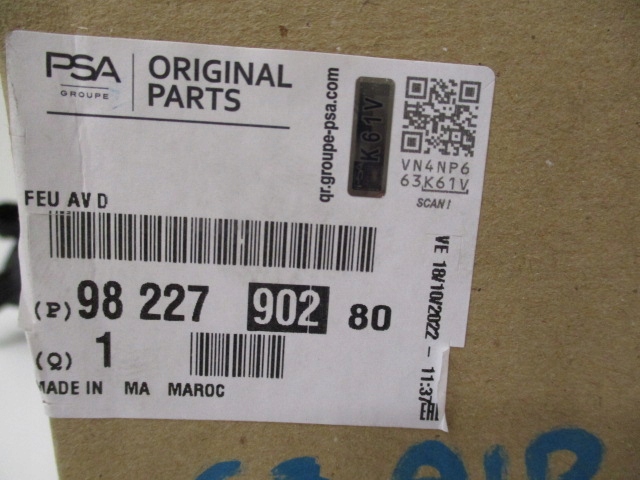 PSA
GROUPE
ORIGINAL
PARTS
qr.groupe-psa.com
K61V
VN4NP6
63K61V
SCAN!
FEU AV D
(P) 98 227 902 80
(Q) 1
MADE IN MA MAROC
VE 18/10/2022 - 11:37